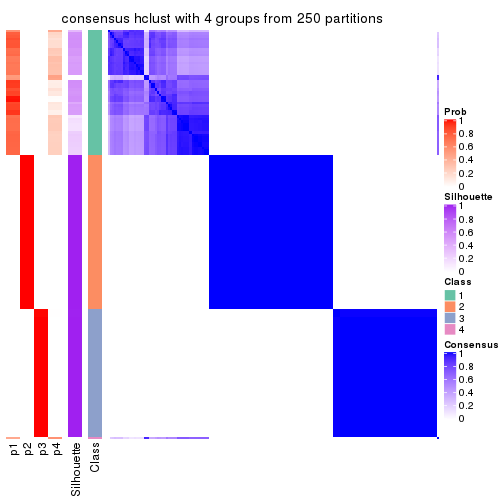 consensus hclust with 4 groups from 250 partitions
Prob
1
0.8
0.6
0.4
0.2
0
Silhouette
1
0.8
0.6
0.4
0.2
0
Class
1
2
3
4
Consensus
1
0.8
0.6
0.4
0.2
0
p1
p2
p3
p4
Silhouette
Class